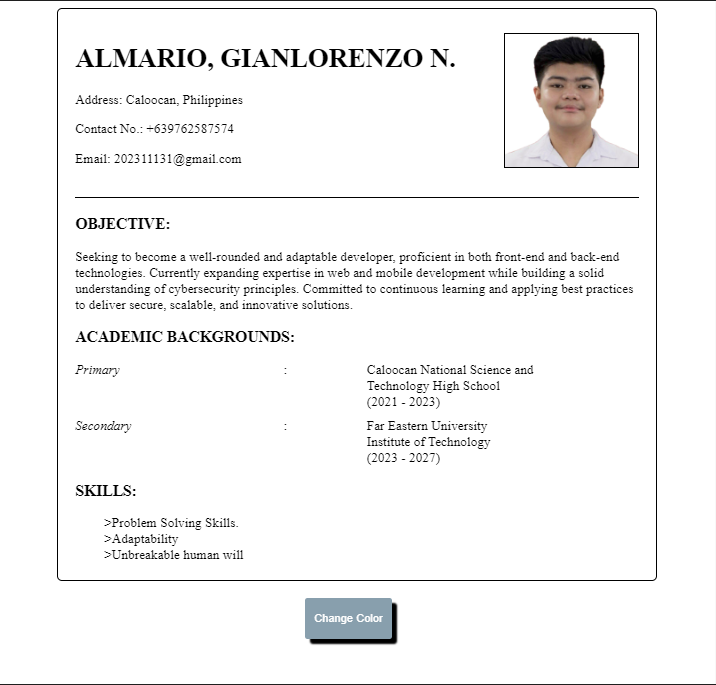 ALMARIO, GIANLORENZO N.
Address: Caloocan, Philippines
Contact No.: +639762587574
Email: 202311131@gmail.com
OBJECTIVE:
Seeking to become a well-rounded and adaptable developer, proficient in both front-end and back-end
technologies. Currently expanding expertise in web and mobile development while building a solid
understanding of cybersecurity principles. Committed to continuous learning and applying best practices
to deliver secure, scalable, and innovative solutions.
ACADEMIC BACKGROUNDS:
Primary : Caloocan National Science and
Technology High School
(2021 - 2023)
Secondary : Far Eastern University
Institute of Technology
(2023 - 2027)
SKILLS:
>Problem Solving Skills.
>Adaptability
>Unbreakable human will
Change Color